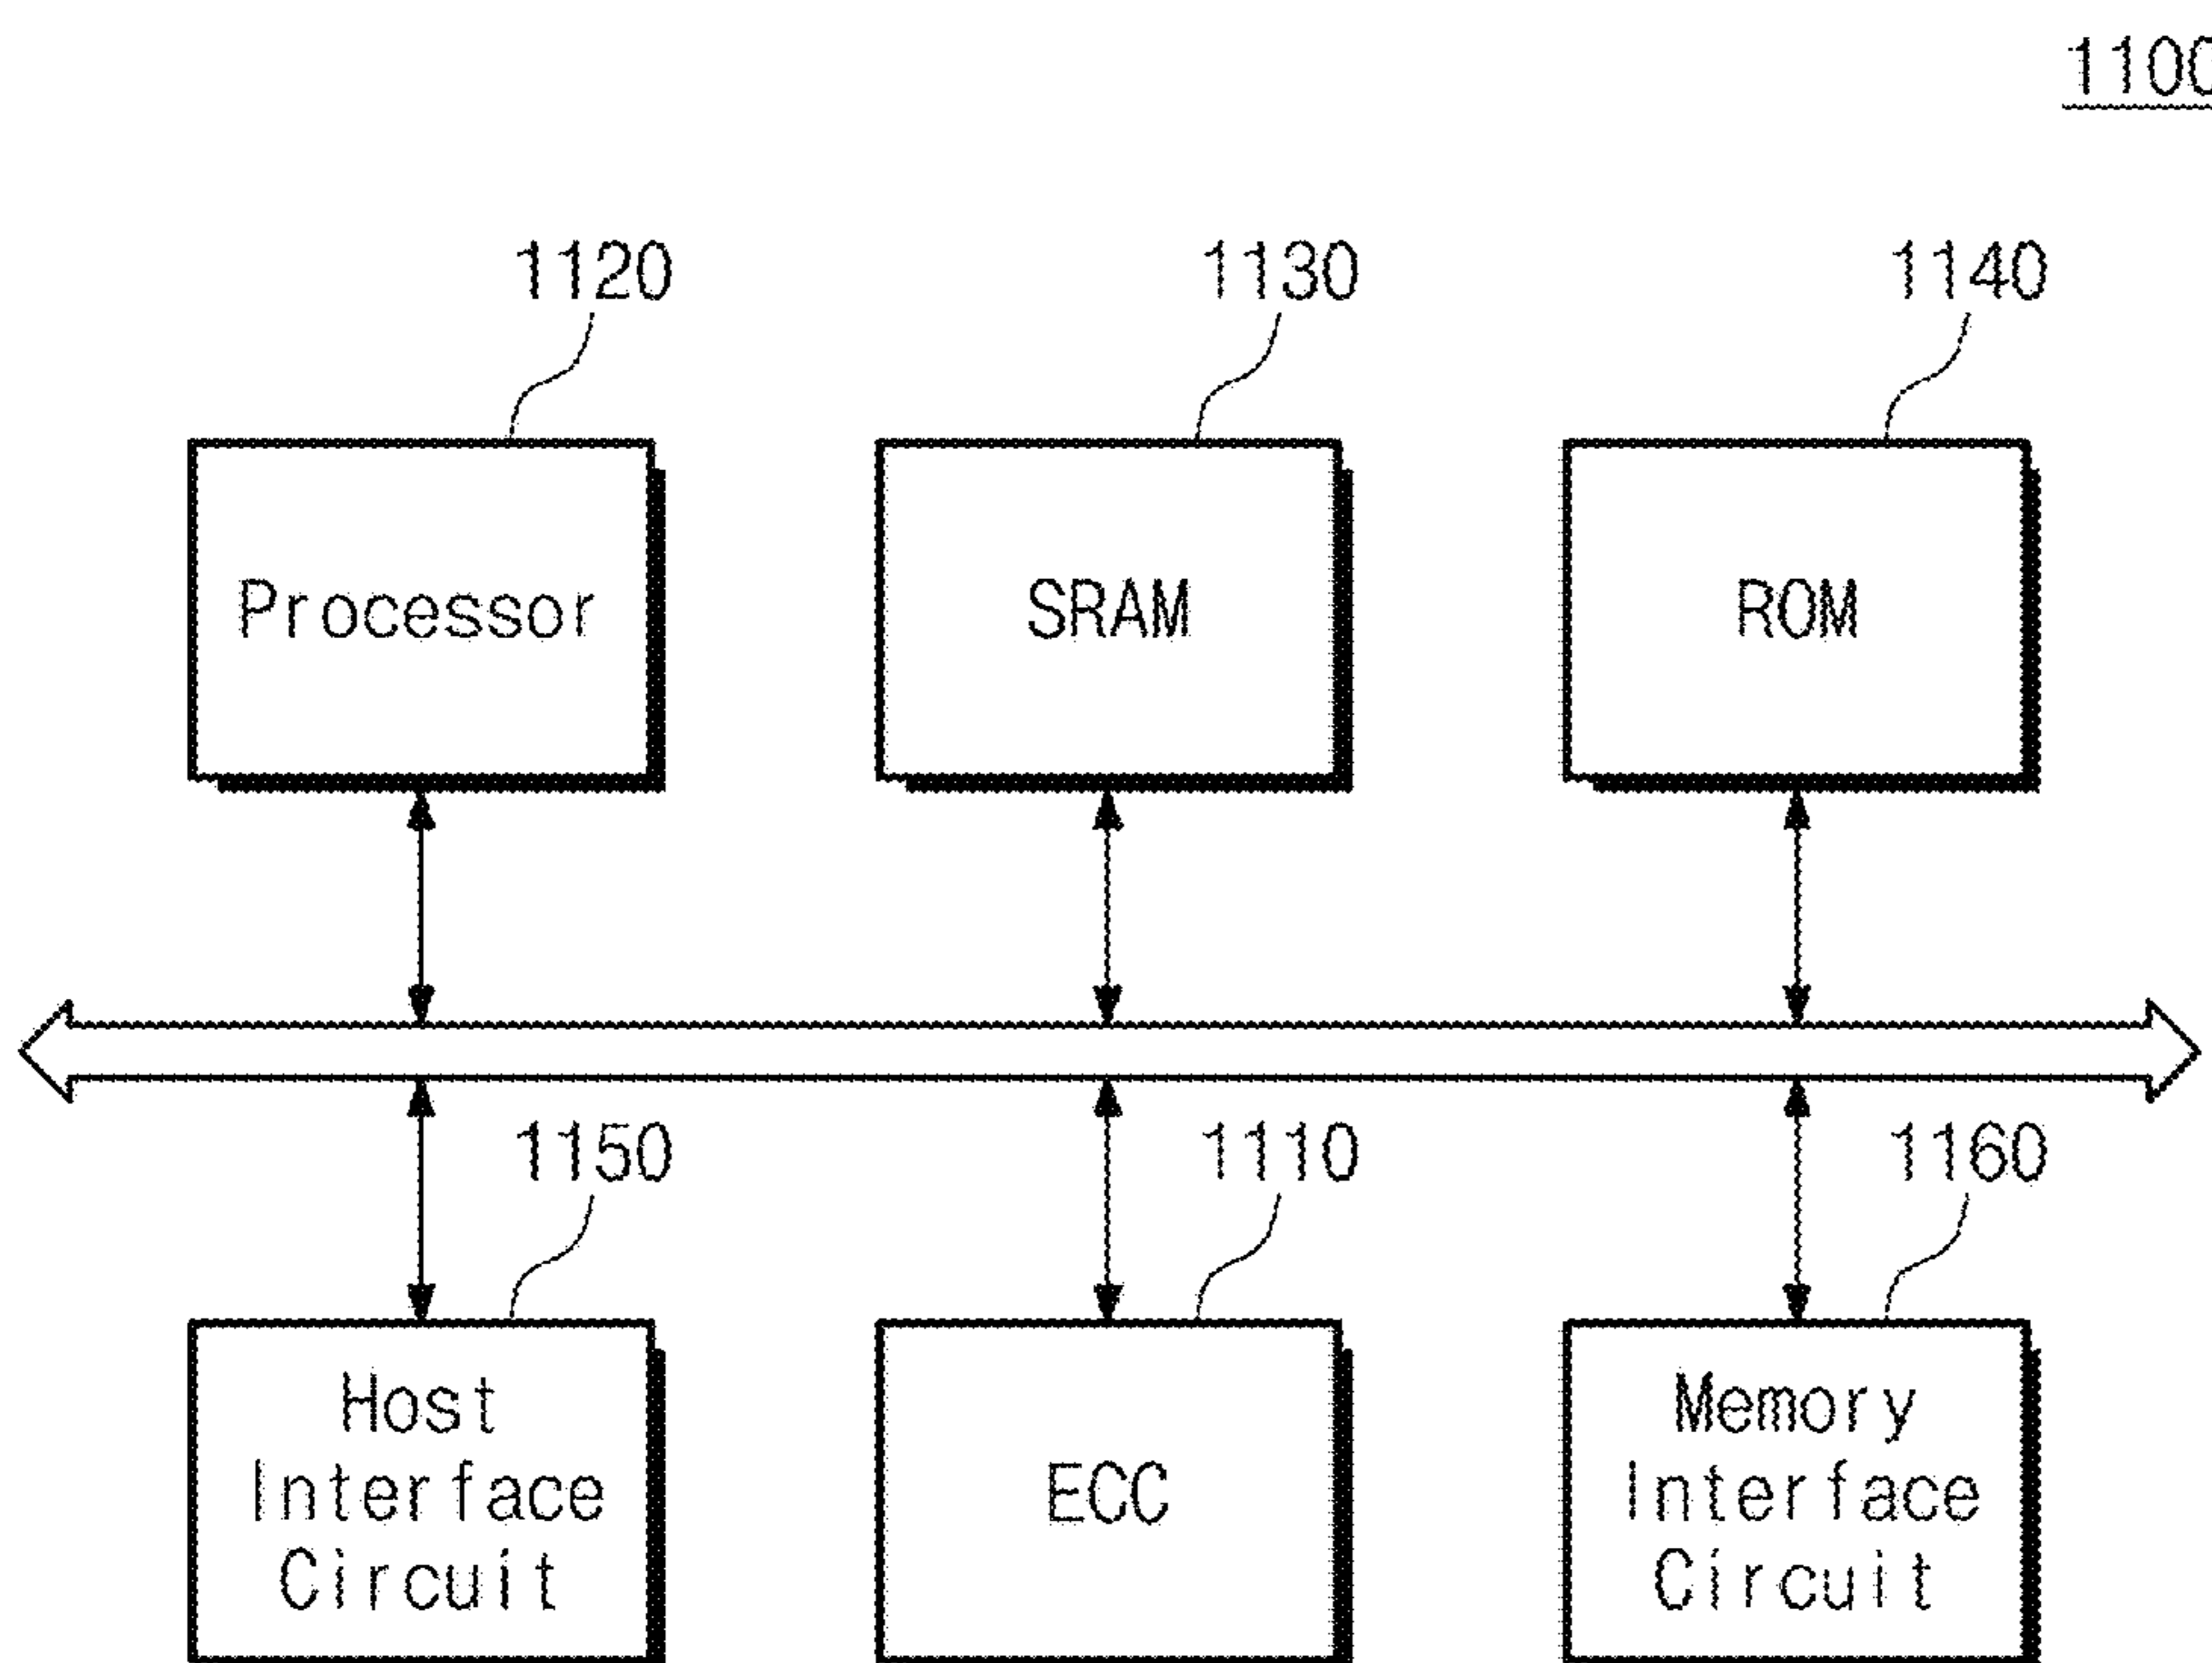 1100
1120
1130
1140
Processor
SRAM
ROM
1150
1110
1160
Host
Interface
Circuit
ECC
Memory
Interface
Circuit